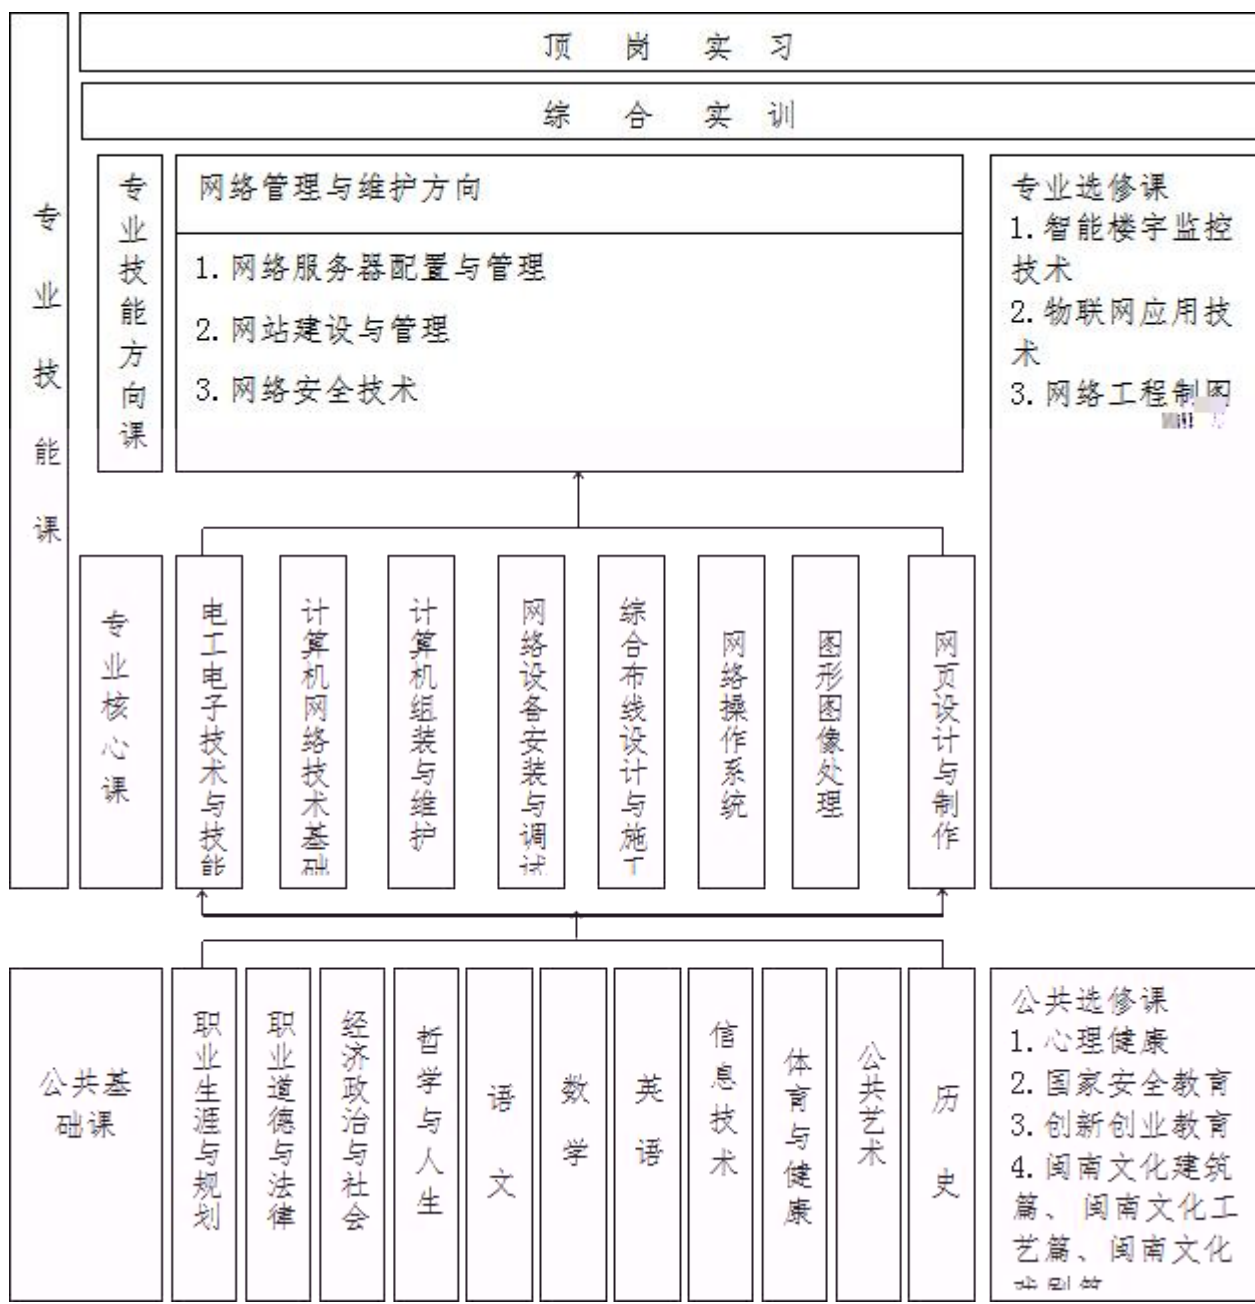 顶岗实习
综合实训
专业技能课
专业技能方向课
网络管理与维护方向
1.网络服务器配置与管理
2.网站建设与管理
3.网络安全技术
专业选修课
1.智能楼宇监控
技术
2.物联网应用技
术
3.网络工程制图
专业核心课
电工电子技术与技能
计算机网络技术基础
计算机组装与维护
网络设备安装与调试
综合布线设计与施工
网络操作系统
图形图像处理
网页设计与制作
公共基
础课
职业生涯与规划
职业道德与法律
经济政治与社会
哲学与人生
语文
数学
英语
信息技术
体育与健康
公共艺术
历史
公共选修课
1.心理健康
2.国家安全教育
3.创新创业教育
4.闽南文化建筑
篇、闽南文化工
艺篇、闽南文化